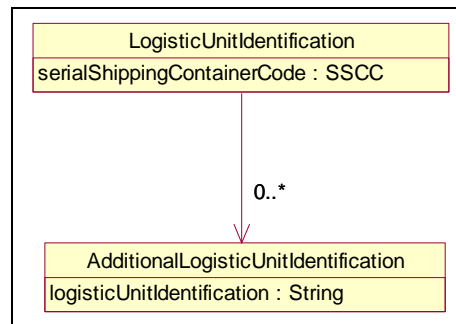 LogisticUnitIdentification
serialShippingContainerCode : SSCC
0..*
AdditionalLogisticUnitIdentification
logisticUnitIdentification : String